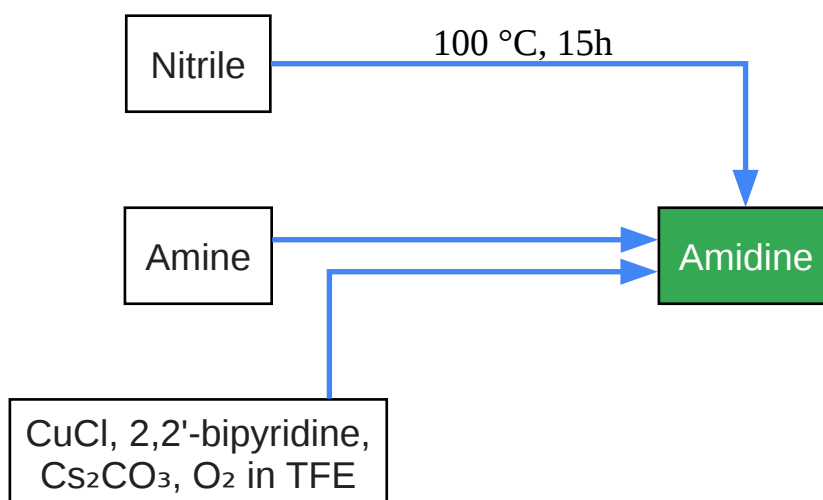 100 °C, 15h
Nitrile
Amine
Amidine
CuCl, 2,2'-bipyridine,
Cs₂CO₃, O₂ in TFE